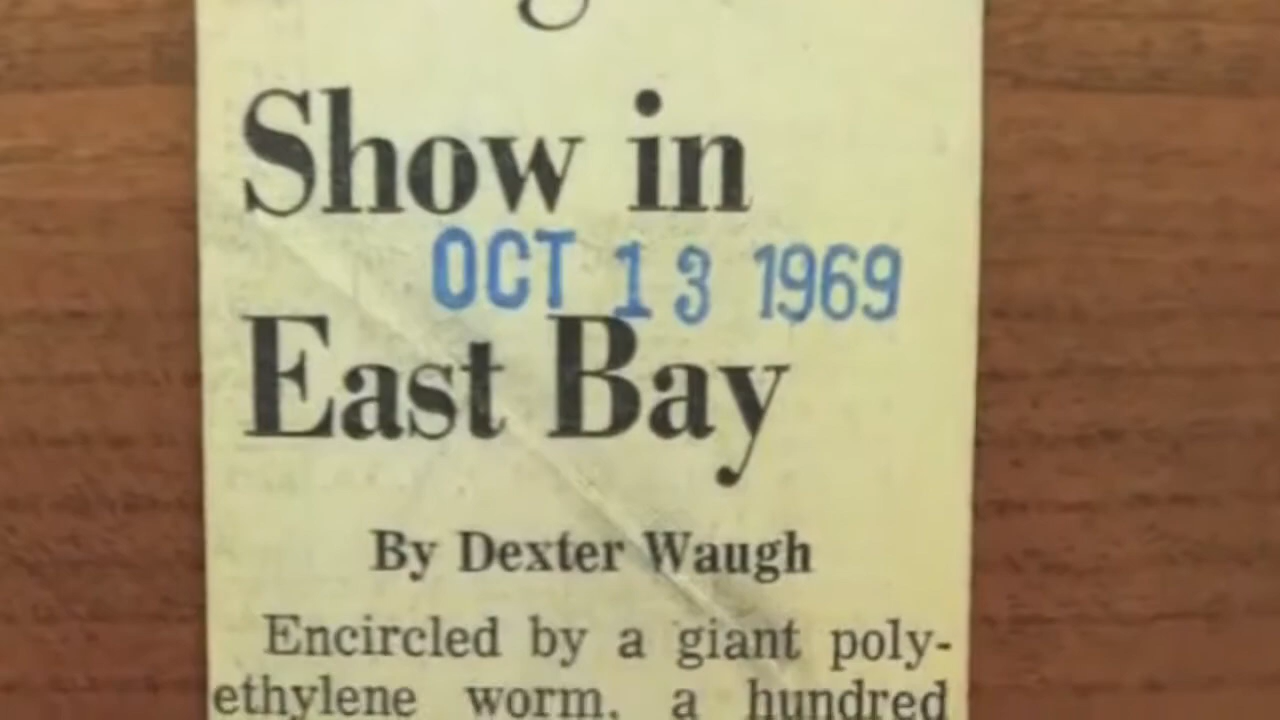 Show in
OCT 13 1969
East Bay
By Dexter Waugh
Encircled by a giant poly-
ethylene worm, a hundred